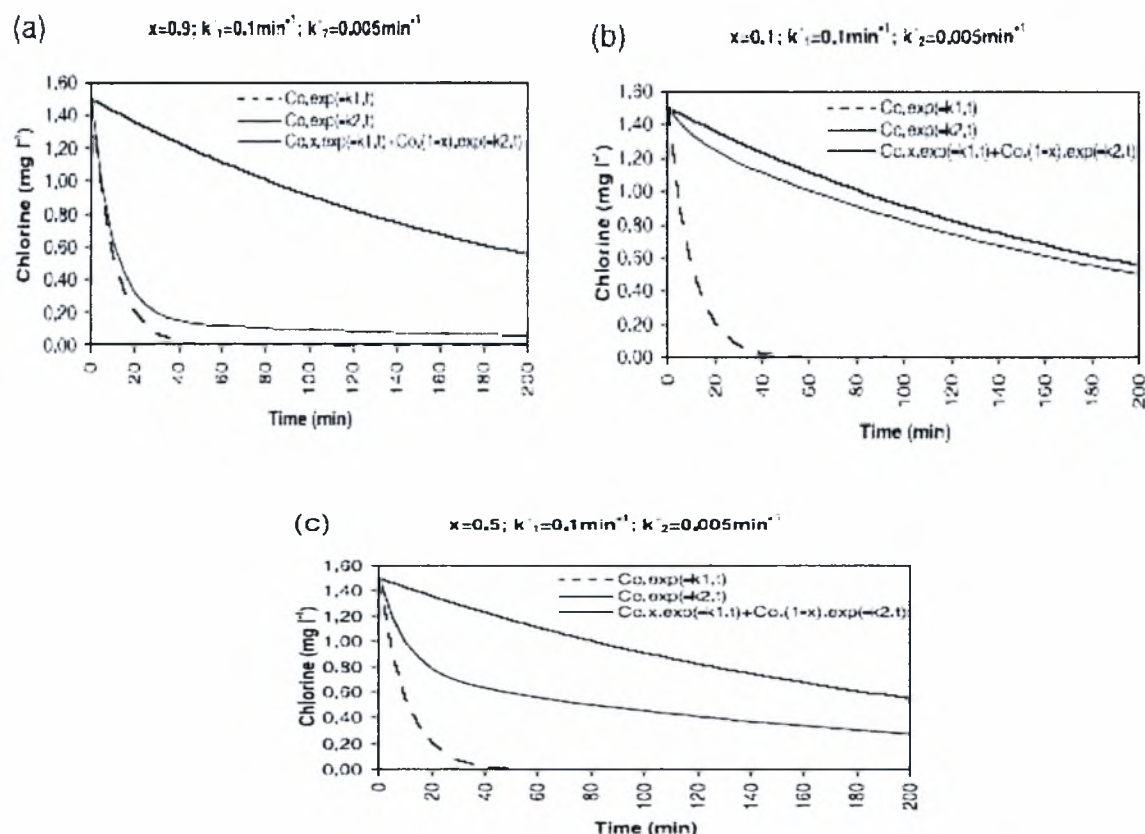 (a)
x=0.9; k'₁=0.1min⁻¹; k'₂=0.005min⁻¹
Chlorine (mg l⁻¹)
1,60
1,40
1,20
1,00
0,80
0,60
0,40
0,20
0,00
Co.exp(-k1.t)
Co.exp(-k2.t)
Co.x.exp(-k1.t)+Co.(1-x).exp(-k2.t)
0 20 40 60 80 100 120 140 160 180 200
Time (min)
(b)
x=0.1; k'₁=0.1min⁻¹; k'₂=0.005min⁻¹
Chlorine (mg l⁻¹)
1,60
1,40
1,20
1,00
0,80
0,60
0,40
0,20
0,00
Co.exp(-k1.t)
Co.exp(-k2.t)
Co.x.exp(-k1.t)+Co.(1-x).exp(-k2.t)
0 20 40 60 80 100 120 140 160 180 200
Time (min)
(c)
x=0.5; k'₁=0.1min⁻¹; k'₂=0.005min⁻¹
Chlorine (mg l⁻¹)
1,60
1,40
1,20
1,00
0,80
0,60
0,40
0,20
0,00
Co.exp(-k1.t)
Co.exp(-k2.t)
Co.x.exp(-k1.t)+Co.(1-x).exp(-k2.t)
0 20 40 60 80 100 120 140 160 180 200
Time (min)